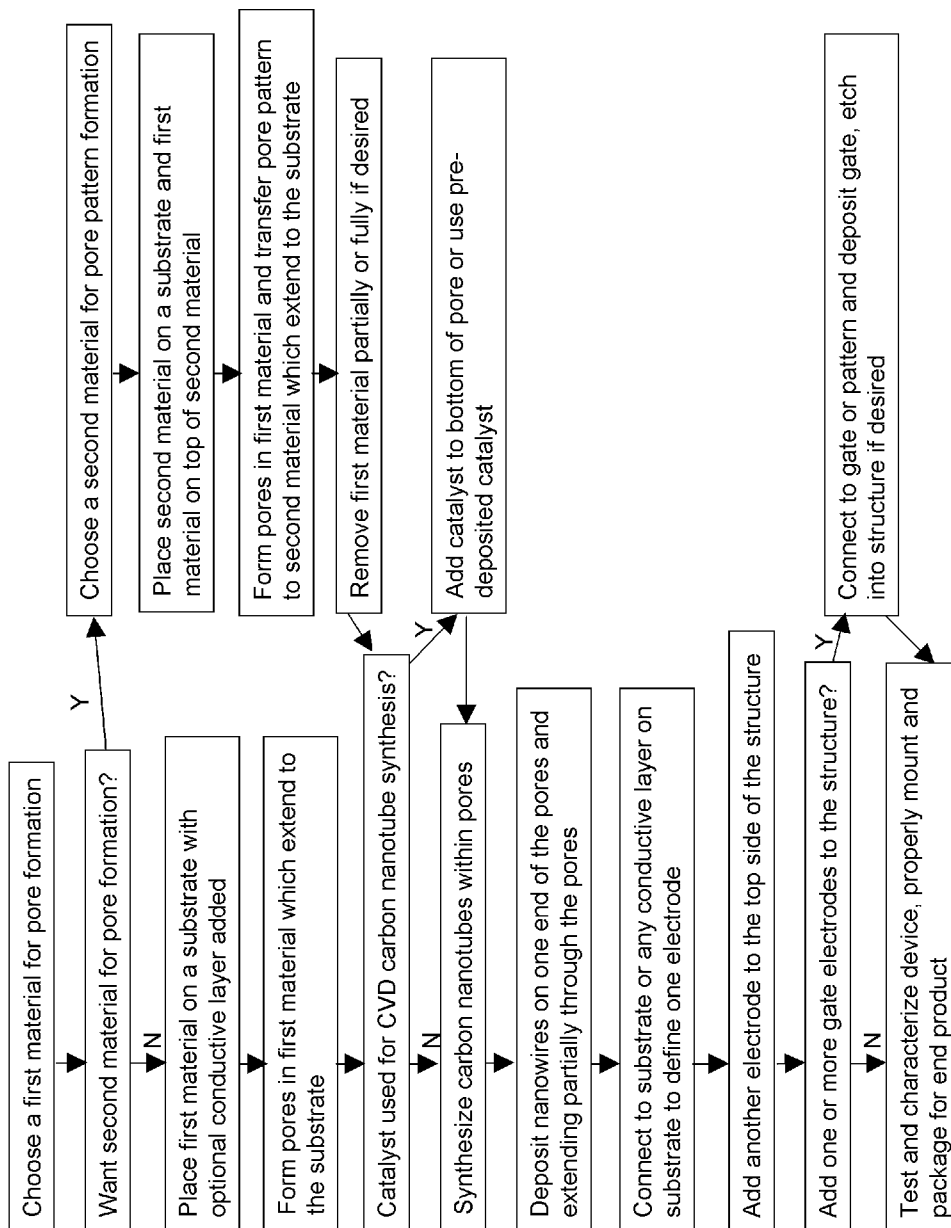 Choose a first material for pore formation
Want second material for pore formation?
Y
N
Choose a second material for pore pattern formation
Place second material on a substrate and first
material on top of second material
Form pores in first material and transfer pore pattern
to second material which extend to the substrate
Remove first material partially or fully if desired
Place first material on a substrate with
optional conductive layer added
Form pores in first material which extend to
the substrate
Catalyst used for CVD carbon nanotube synthesis?
Y
N
Add catalyst to bottom of pore or use pre-
deposited catalyst
Synthesize carbon nanotubes within pores
Deposit nanowires on one end of the pores and
extending partially through the pores
Connect to substrate or any conductive layer on
substrate to define one electrode
Add another electrode to the top side of the structure
Add one or more gate electrodes to the structure?
Y
N
Connect to gate or pattern and deposit gate, etch
into structure if desired
Test and characterize device, properly mount and
package for end product